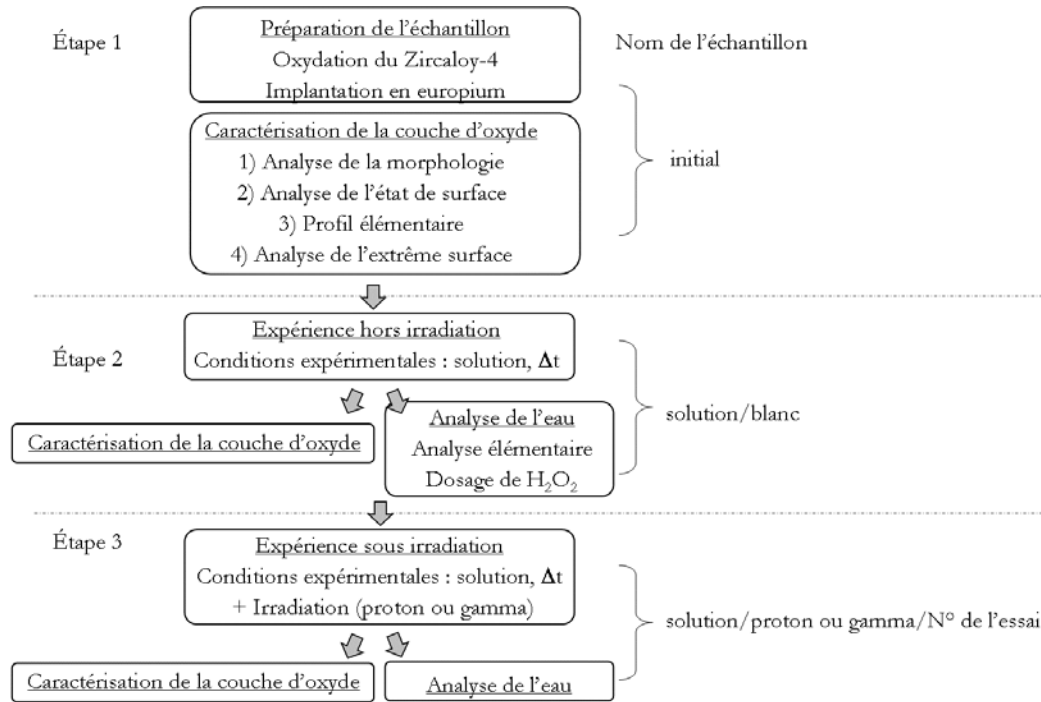 Étape 1
Préparation de l'échantillon
Oxydation du Zircaloy-4
Implantation en europium
Nom de l'échantillon
Caractérisation de la couche d'oxyde
1) Analyse de la morphologie
2) Analyse de l'état de surface
3) Profil élémentaire
4) Analyse de l'extrême surface
initial
Étape 2
Expérience hors irradiation
Conditions expérimentales : solution, Δt
Caractérisation de la couche d'oxyde
Analyse de l'eau
Analyse élémentaire
Dosage de H₂O₂
solution/blanc
Étape 3
Expérience sous irradiation
Conditions expérimentales : solution, Δt
+ Irradiation (proton ou gamma)
solution/proton ou gamma/N° de l'essai
Caractérisation de la couche d'oxyde
Analyse de l'eau